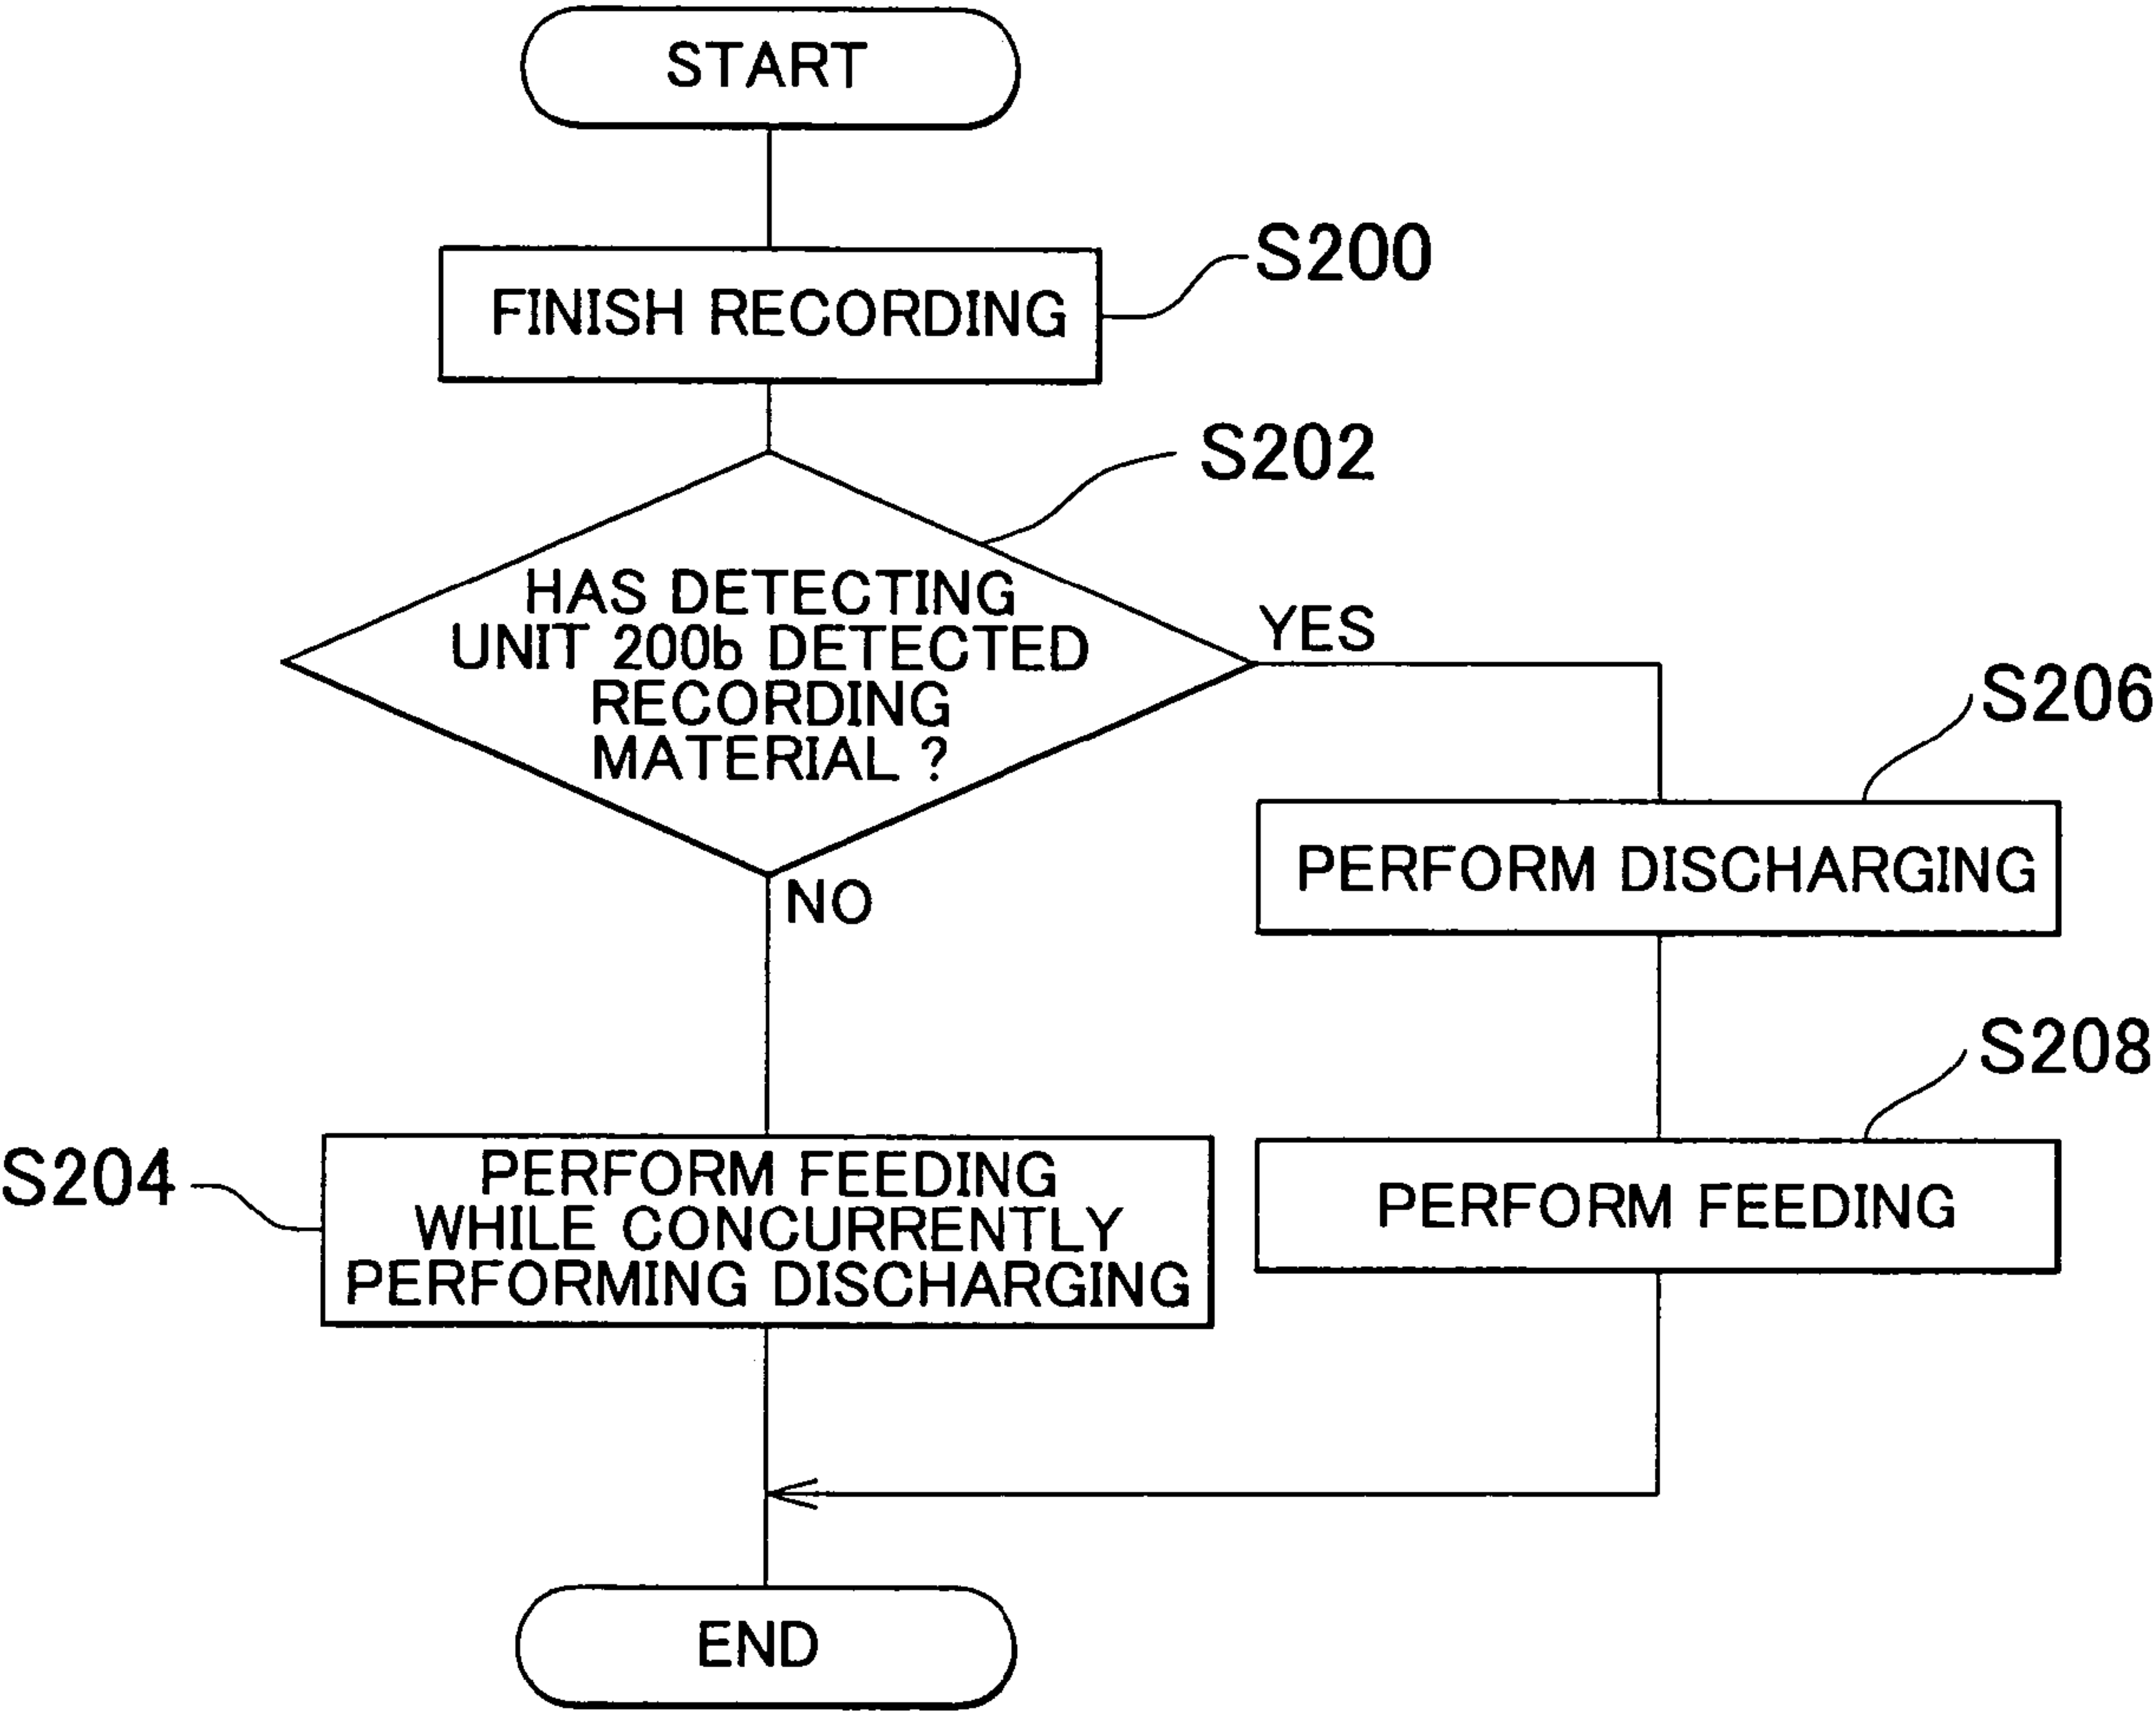 START
FINISH RECORDING
S200
S202
HAS DETECTING
UNIT 200b DETECTED
RECORDING
MATERIAL ?
YES
NO
S206
PERFORM DISCHARGING
S208
PERFORM FEEDING
S204
PERFORM FEEDING
WHILE CONCURRENTLY
PERFORMING DISCHARGING
END